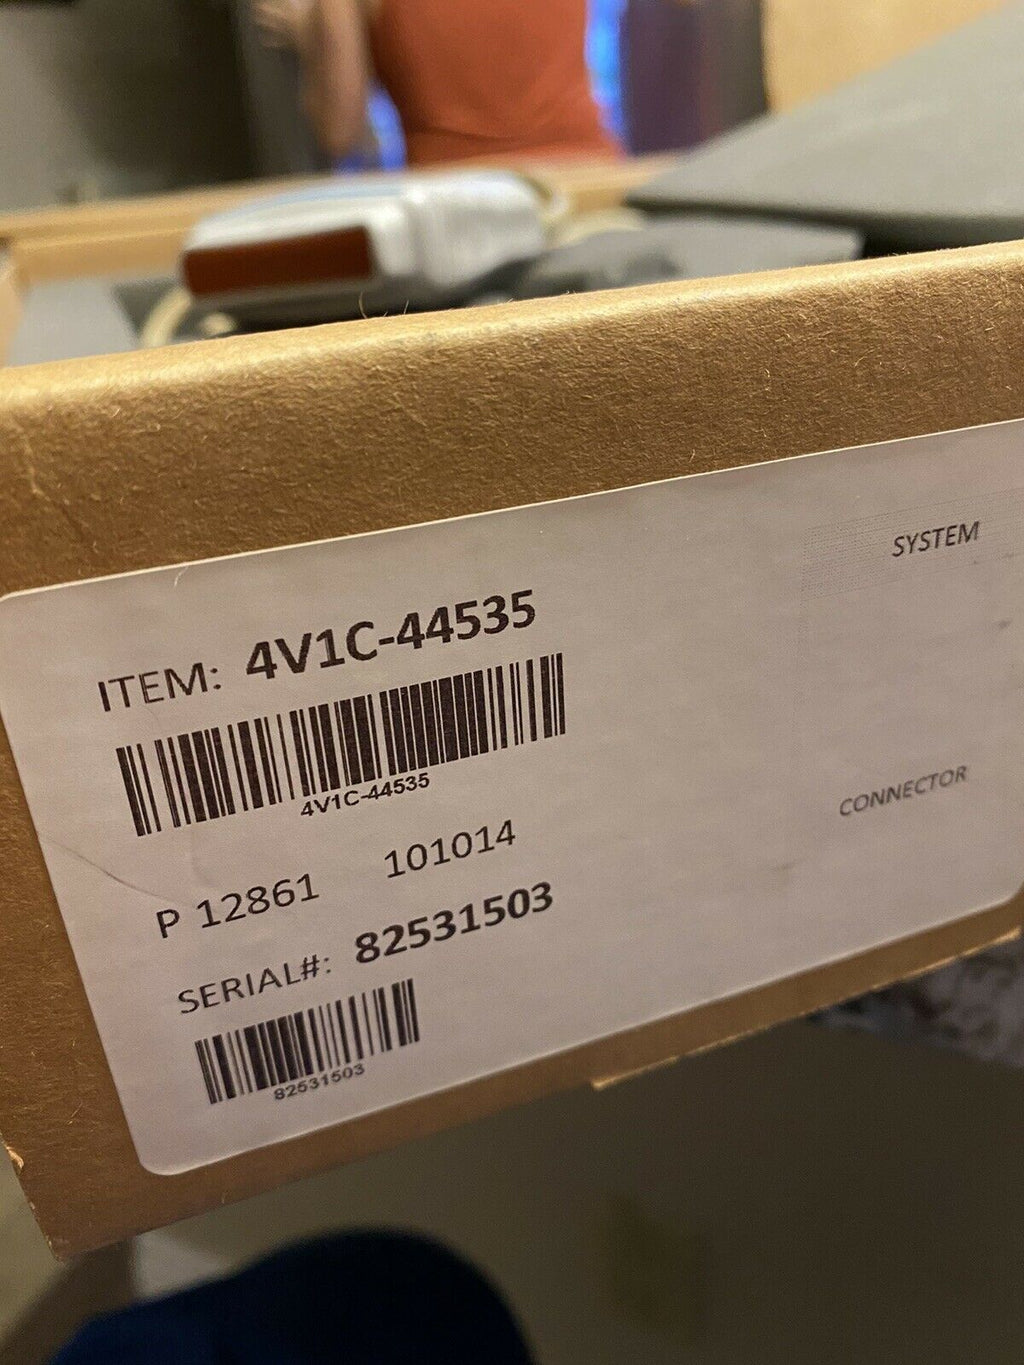 ITEM: 4V1C-44535
4V1C-44535
P 12861 101014
SERIAL#: 82531503
82531503
SYSTEM
CONNECTOR